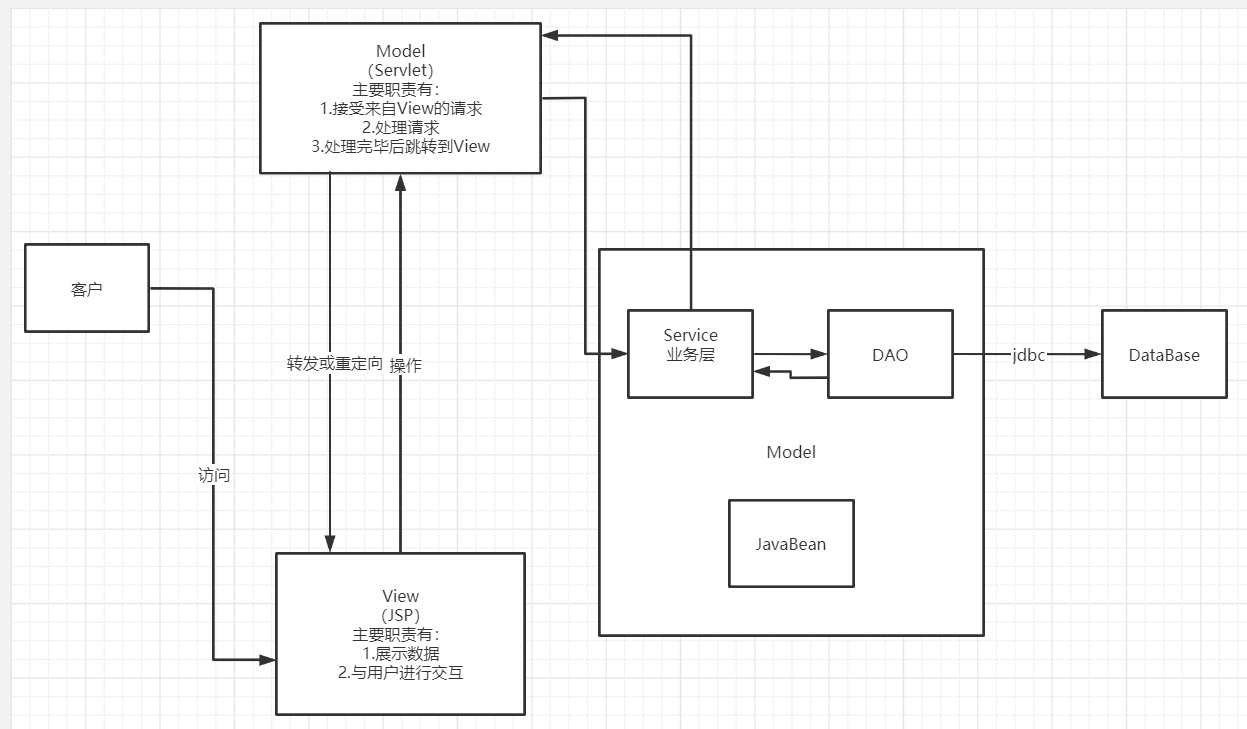 Model
（Servlet）
主要职责有：
1.接受来自View的请求
2.处理请求
3.处理完毕后跳转到View
客户
访问
转发或重定向
操作
View
（JSP）
主要职责有：
1.展示数据
2.与用户进行交互
Service
业务层
DAO
jdbc
DataBase
Model
JavaBean